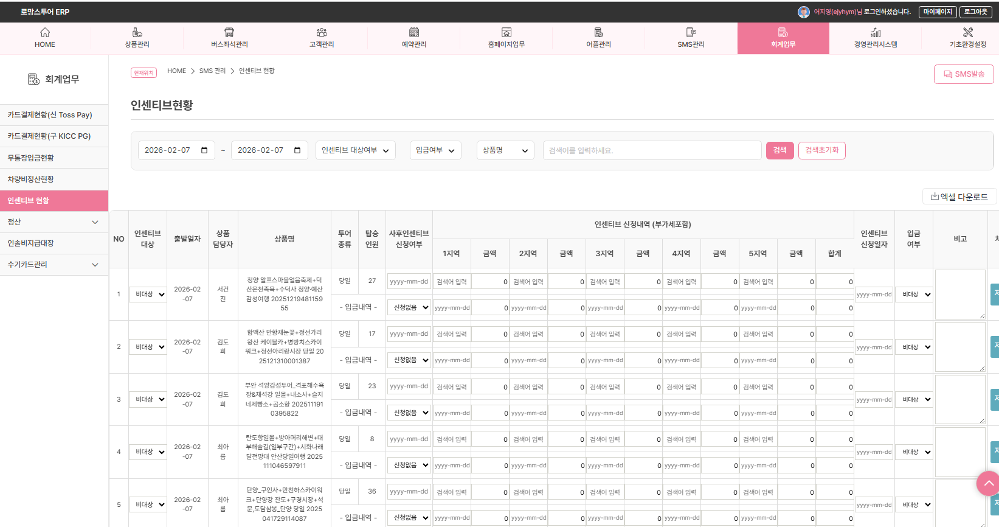 로망스투어 ERP
어지영(ejyhym)님 로그인하셨습니다.
마이페이지
로그아웃
HOME
상품관리
버스좌석관리
고객관리
예약관리
홈페이지업무
어플관리
SMS관리
회계업무
경영관리시스템
기초환경설정
회계업무
카드결제현황(신 Toss Pay)
카드결제현황(구 KICC PG)
무통장입금현황
차량비정산현황
인센티브 현황
정산
인솔비지급대장
수기카드관리
현재위치
HOME > SMS 관리 > 인센티브 현황
SMS발송
인센티브현황
2026-02-07 ~ 2026-02-07 인센티브 대상여부 입금여부 상품명 검색어를 입력하세요. 검색 검색초기화
엑셀 다운로드
NO
인센티브
대상
출발일자
상품
담당자
상품명
투어
종류
탑승
인원
사후인센티브
신청여부
인센티브 신청내역 (부가세포함)
1지역 금액 2지역 금액 3지역 금액 4지역 금액 5지역 금액 합계
인센티브
신청일자
입금
여부
비고
1
비대상
2026-02
-07
서건
진
청양 알프스마을얼음축제+덕
산온천족욕+수덕사 청양·예산
감성여행 20251219481159
55
당일 27 yyyy-mm-dd 검색어 입력 0 검색어 입력 0 검색어 입력 0 검색어 입력 0 검색어 입력 0 0
- 입금내역 - 신청없음 yyyy-mm-dd 0 yyyy-mm-dd 0 yyyy-mm-dd 0 yyyy-mm-dd 0 yyyy-mm-dd 0 0
yyyy-mm-dd 비대상
2
비대상
2026-02
-07
김도
희
함백산 만항재눈꽃+정선가리
왕산 케이블카+병방치스카이
워크+정선아리랑시장 당일 20
25121310001387
당일 17 yyyy-mm-dd 검색어 입력 0 검색어 입력 0 검색어 입력 0 검색어 입력 0 검색어 입력 0 0
- 입금내역 - 신청없음 yyyy-mm-dd 0 yyyy-mm-dd 0 yyyy-mm-dd 0 yyyy-mm-dd 0 yyyy-mm-dd 0 0
yyyy-mm-dd 비대상
3
비대상
2026-02
-07
김도
희
부안 석양감성투어_격포해수욕
장&채석강 일몰+내소사+슬지
네제빵소+곰소항 202511191
0395822
당일 23 yyyy-mm-dd 검색어 입력 0 검색어 입력 0 검색어 입력 0 검색어 입력 0 검색어 입력 0 0
- 입금내역 - 신청없음 yyyy-mm-dd 0 yyyy-mm-dd 0 yyyy-mm-dd 0 yyyy-mm-dd 0 yyyy-mm-dd 0 0
yyyy-mm-dd 비대상
4
비대상
2026-02
-07
최아
름
탄도항일몰+방아머리해변+대
부해솔길(일부구간)+시화나래
달전망대 안산당일여행 2025
111046597911
당일 8 yyyy-mm-dd 검색어 입력 0 검색어 입력 0 검색어 입력 0 검색어 입력 0 검색어 입력 0 0
- 입금내역 - 신청없음 yyyy-mm-dd 0 yyyy-mm-dd 0 yyyy-mm-dd 0 yyyy-mm-dd 0 yyyy-mm-dd 0 0
yyyy-mm-dd 비대상
5
비대상
2026-02
-07
최아
름
단양_구인사+만천하스카이워
크+단양강 잔도+구경시장+석
문,도담삼봉_단양 당일 2025
041729114087
당일 36 yyyy-mm-dd 검색어 입력 0 검색어 입력 0 검색어 입력 0 검색어 입력 0 검색어 입력 0 0
- 입금내역 - 신청없음 yyyy-mm-dd 0 yyyy-mm-dd 0 yyyy-mm-dd 0 yyyy-mm-dd 0 yyyy-mm-dd 0 0
yyyy-mm-dd 비대상